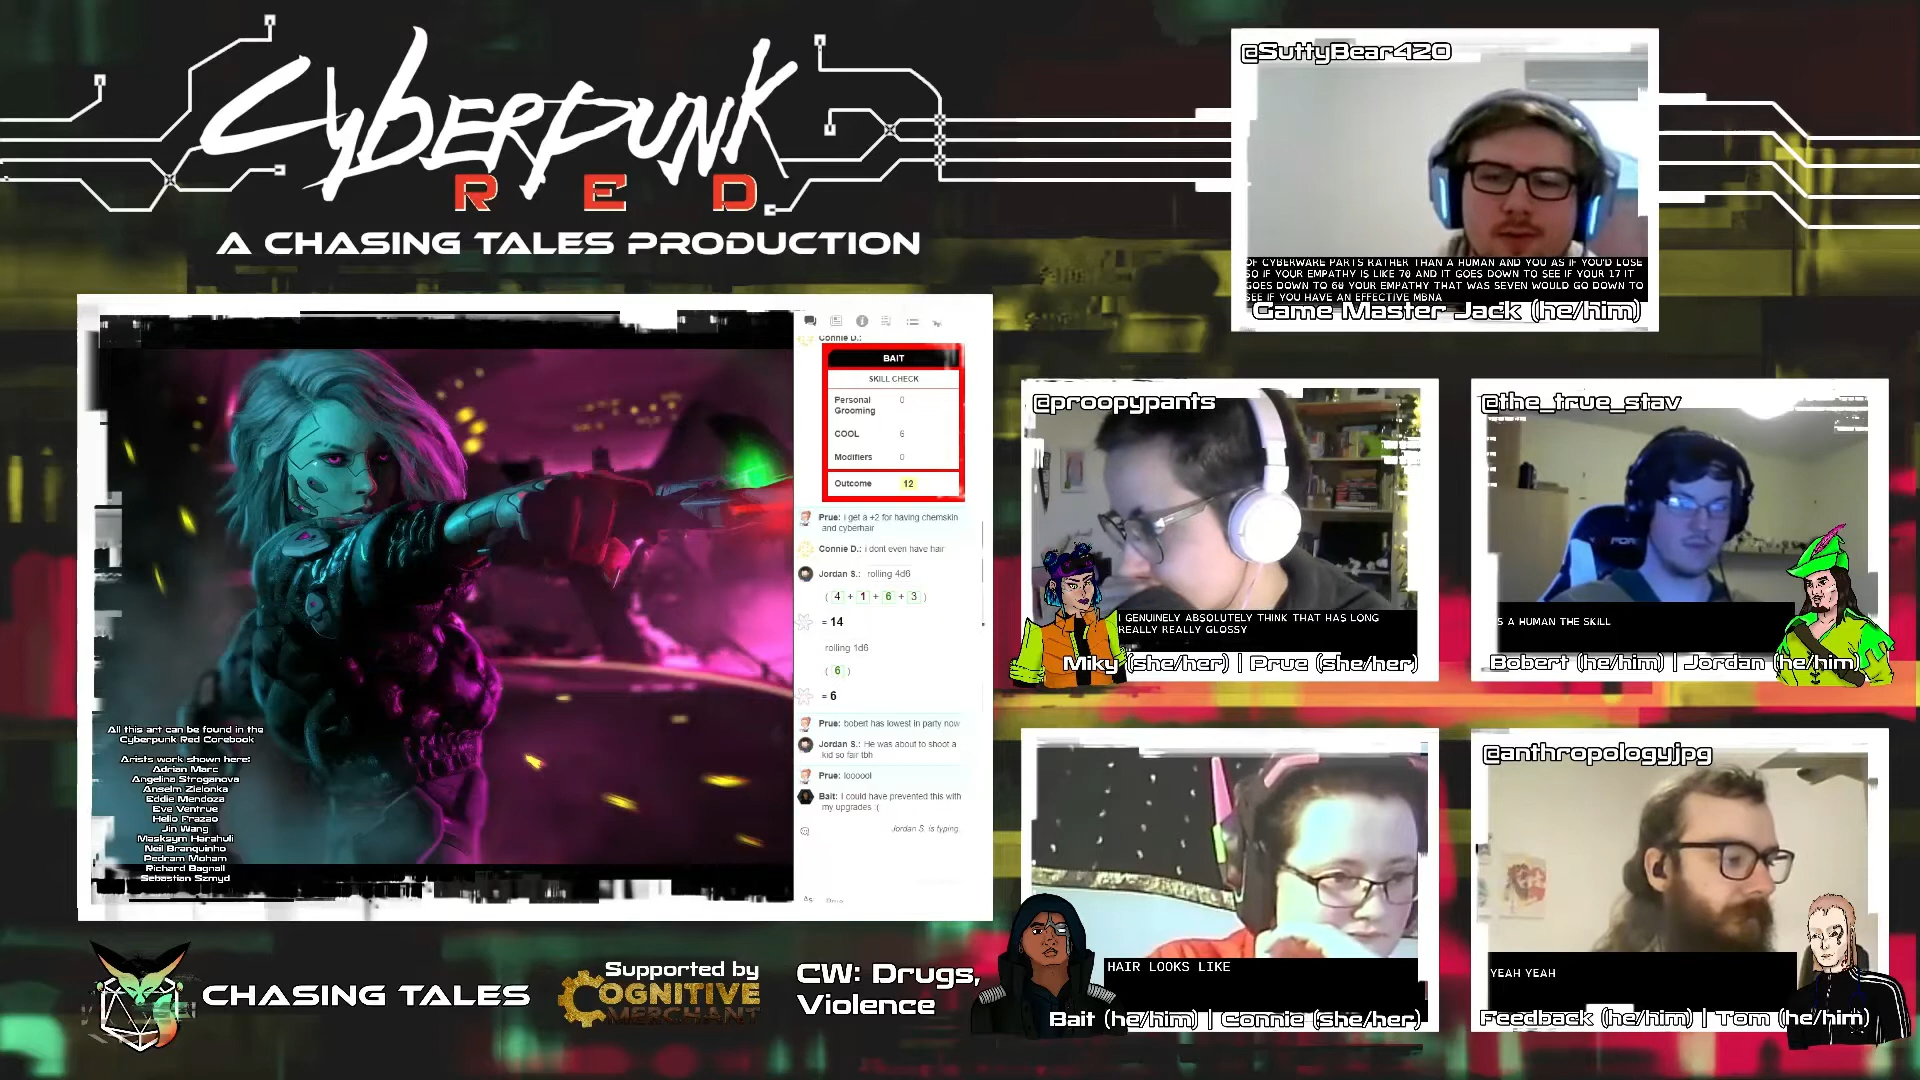 CYBERPUNK
RED
A CHASING TALES PRODUCTION
@SuttyBear420
OF CYBERWARE PARTS RATHER THAN A HUMAN AND YOU AS IF YOU'D LOSE
SO IF YOUR EMPATHY IS LIKE 70 AND IT GOES DOWN TO SEE IF YOUR 17 IT
GOES DOWN TO 60 YOUR EMPATHY THAT WAS SEVEN WOULD GO DOWN TO
SEE IF YOU HAVE AN EFFECTIVE MBNA
Game Master Jack (he/him)
Connie D.:
BAIT
SKILL CHECK
Personal Grooming 0
COOL 6
Modifiers 0
Outcome 12
Prue: i get a +2 for having chemskin
and cyberhair
Connie D.: i dont even have hair
Jordan S.: rolling 4d6
(4+1+6+3)
= 14
rolling 1d6
(6)
= 6
Prue: bobert has lowest in party now
Jordan S.: He was about to shoot a
kid so fair tbh
Prue: loooool
Bait: I could have prevented this with
my upgrades :(
Jordan S. is typing
As:
All this art can be found in the
Cyberpunk Red Corebook
Arists work shown here:
Adrian Marc
Angelina Stroganova
Anselm Zielonka
Eddie Mendoza
Eve Ventrue
Helio Frazao
Jin Wang
Maksym Harahuli
Neil Branquinho
Pedram Moham
Richard Bagnall
Sebastian Szmyd
@proopypants
I GENUINELY ABSOLUTELY THINK THAT HAS LONG
REALLY REALLY GLOSSY
Miky (she/her) | Prue (she/her)
@the_true_stav
S A HUMAN THE SKILL
Bobert (he/him) | Jordan (he/him)
HAIR LOOKS LIKE
Bait (he/him) | Connie (she/her)
@anthropologyjpg
YEAH YEAH
Feedback (he/him) | Tom (he/him)
CHASING TALES
Supported by
COGNITIVE
MERCHANT
CW: Drugs,
Violence